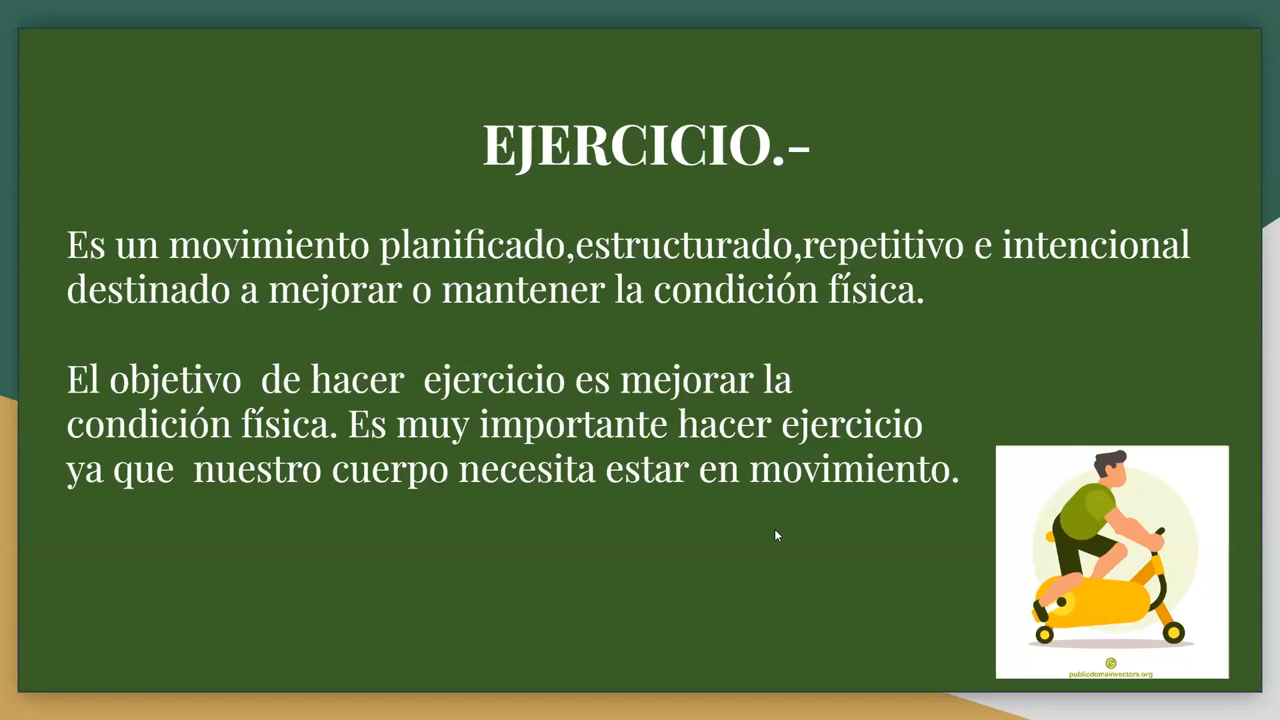 EJERCICIO.-
Es un movimiento planificado,estructurado,repetitivo e intencional
destinado a mejorar o mantener la condición física.
El objetivo  de hacer  ejercicio es mejorar la
condición física. Es muy importante hacer ejercicio
ya que  nuestro cuerpo necesita estar en movimiento.
publicdomainvectors.org